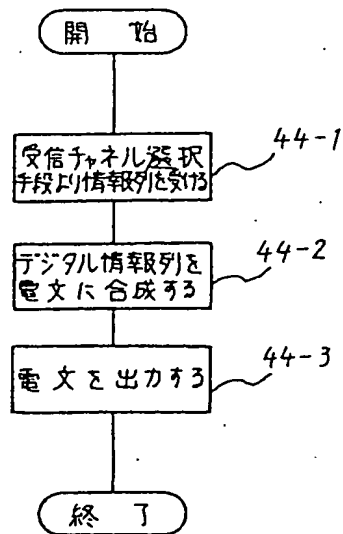 開 始
受信チャネル選択
手段より情報列を受ける
44-1
デジタル情報列を
電文に合成する
44-2
電文を出力する
44-3
終 了